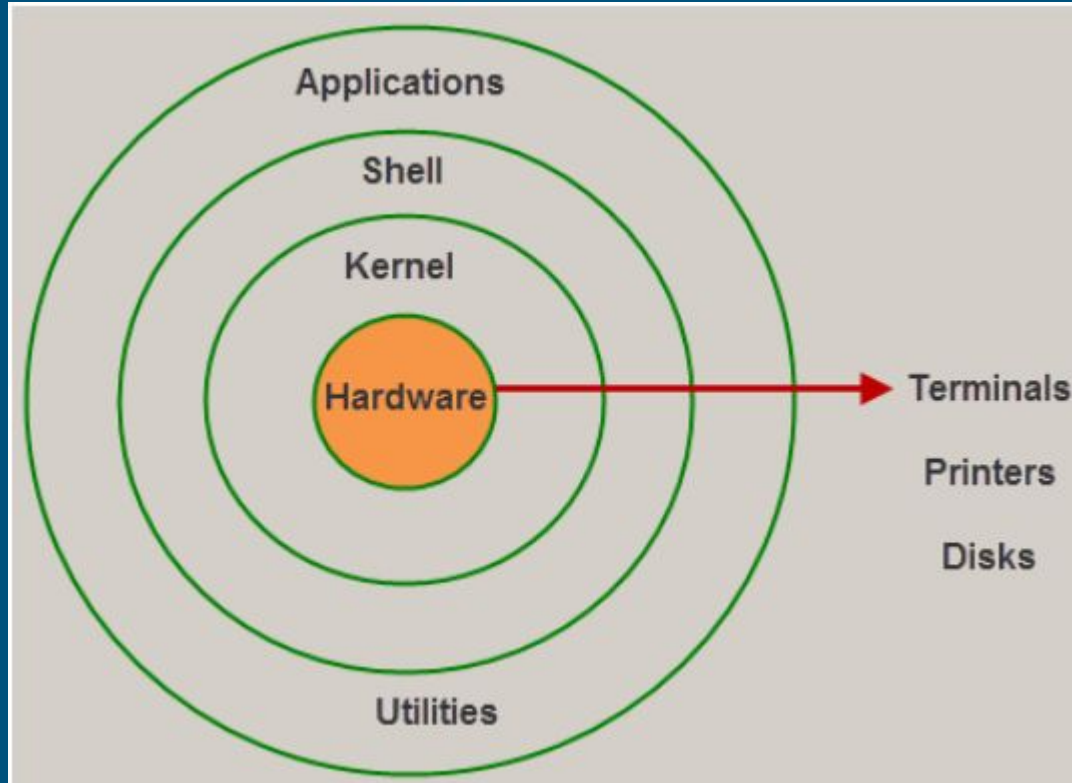 Applications
Shell
Kernel
Hardware
Terminals
Printers
Disks
Utilities